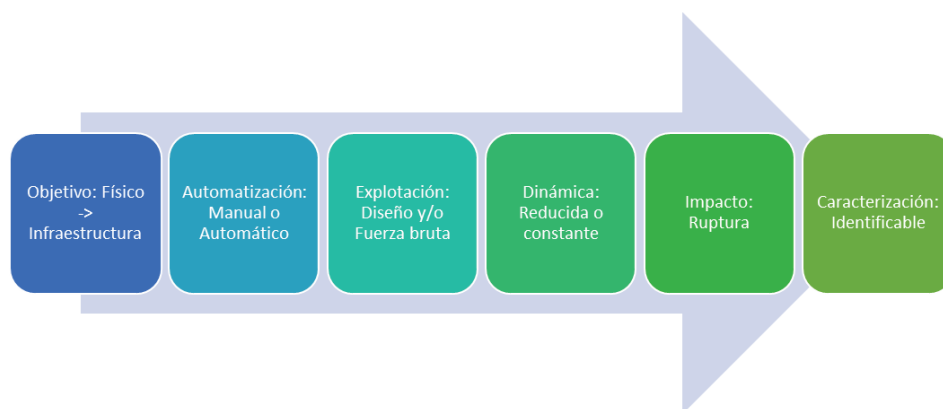 Objetivo: Físico
->
Infraestructura
Automatización:
Manual o
Automático
Explotación:
Diseño y/o
Fuerza bruta
Dinámica:
Reducida o
constante
Impacto:
Ruptura
Caracterización:
Identificable